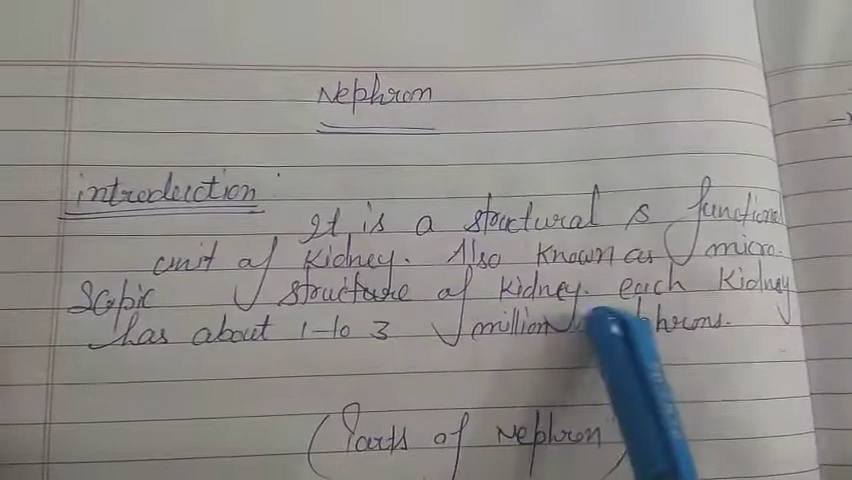 Nephron
introduction :
It is a structural & functional
unit of kidney. Also known as micro-
Scopic structure of kidney. each kidney
has about 1-to 3 million nephrons.
(Parts of Nephron)